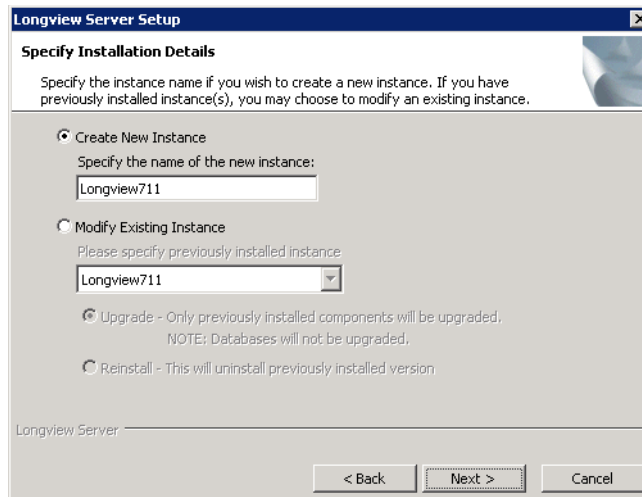 Longview Server Setup
Specify Installation Details
Specify the instance name if you wish to create a new instance. If you have
previously installed instance(s), you may choose to modify an existing instance.
Create New Instance
Specify the name of the new instance:
Longview711
Modify Existing Instance
Please specify previously installed instance
Longview711
Upgrade - Only previously installed components will be upgraded.
NOTE: Databases will not be upgraded.
Reinstall - This will uninstall previously installed version
Longview Server
< Back Next > Cancel